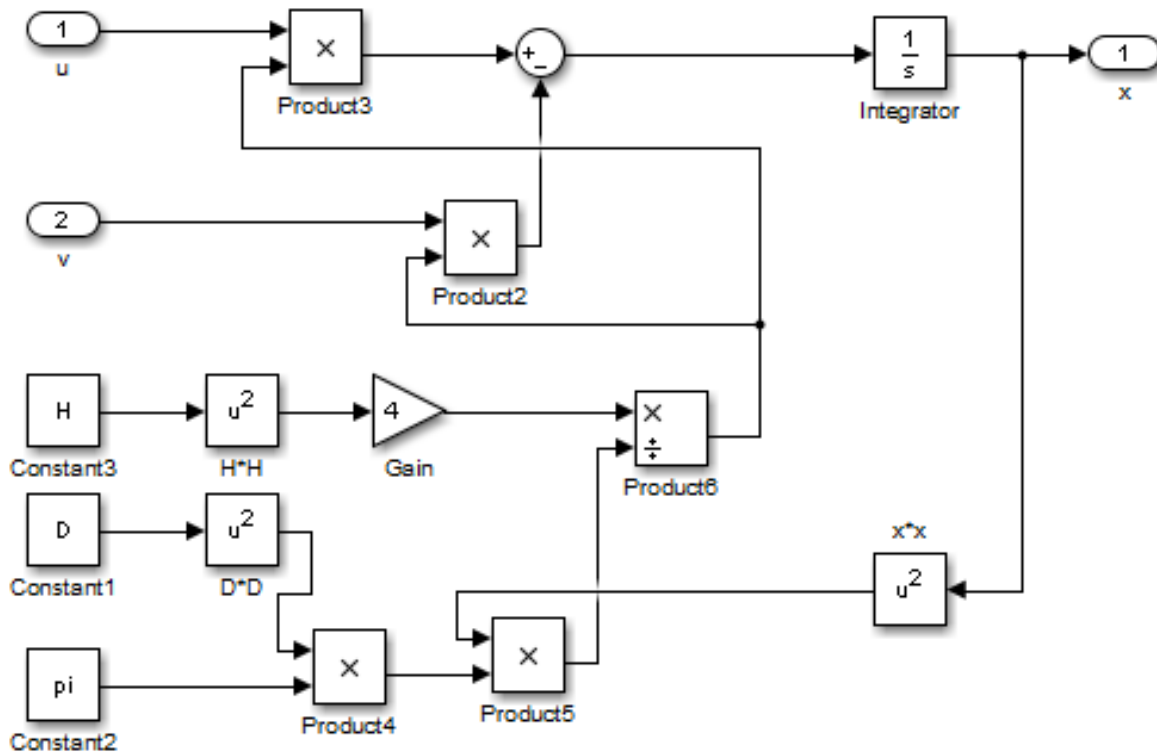 1
u
×
Product3
+
−
1
s
Integrator
1
x
2
v
×
Product2
H
Constant3
u²
H*H
4
Gain
×
÷
Product6
D
Constant1
u²
D*D
x*x
u²
pi
Constant2
×
Product4
×
Product5